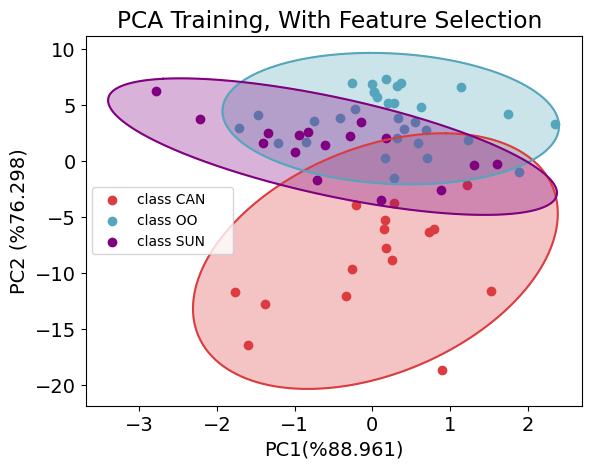 PCA Training, With Feature Selection
10
5
0
−5
−10
−15
−20
PC2 (%76.298)
class CAN
class OO
class SUN
−3
−2
−1
0
1
2
PC1(%88.961)